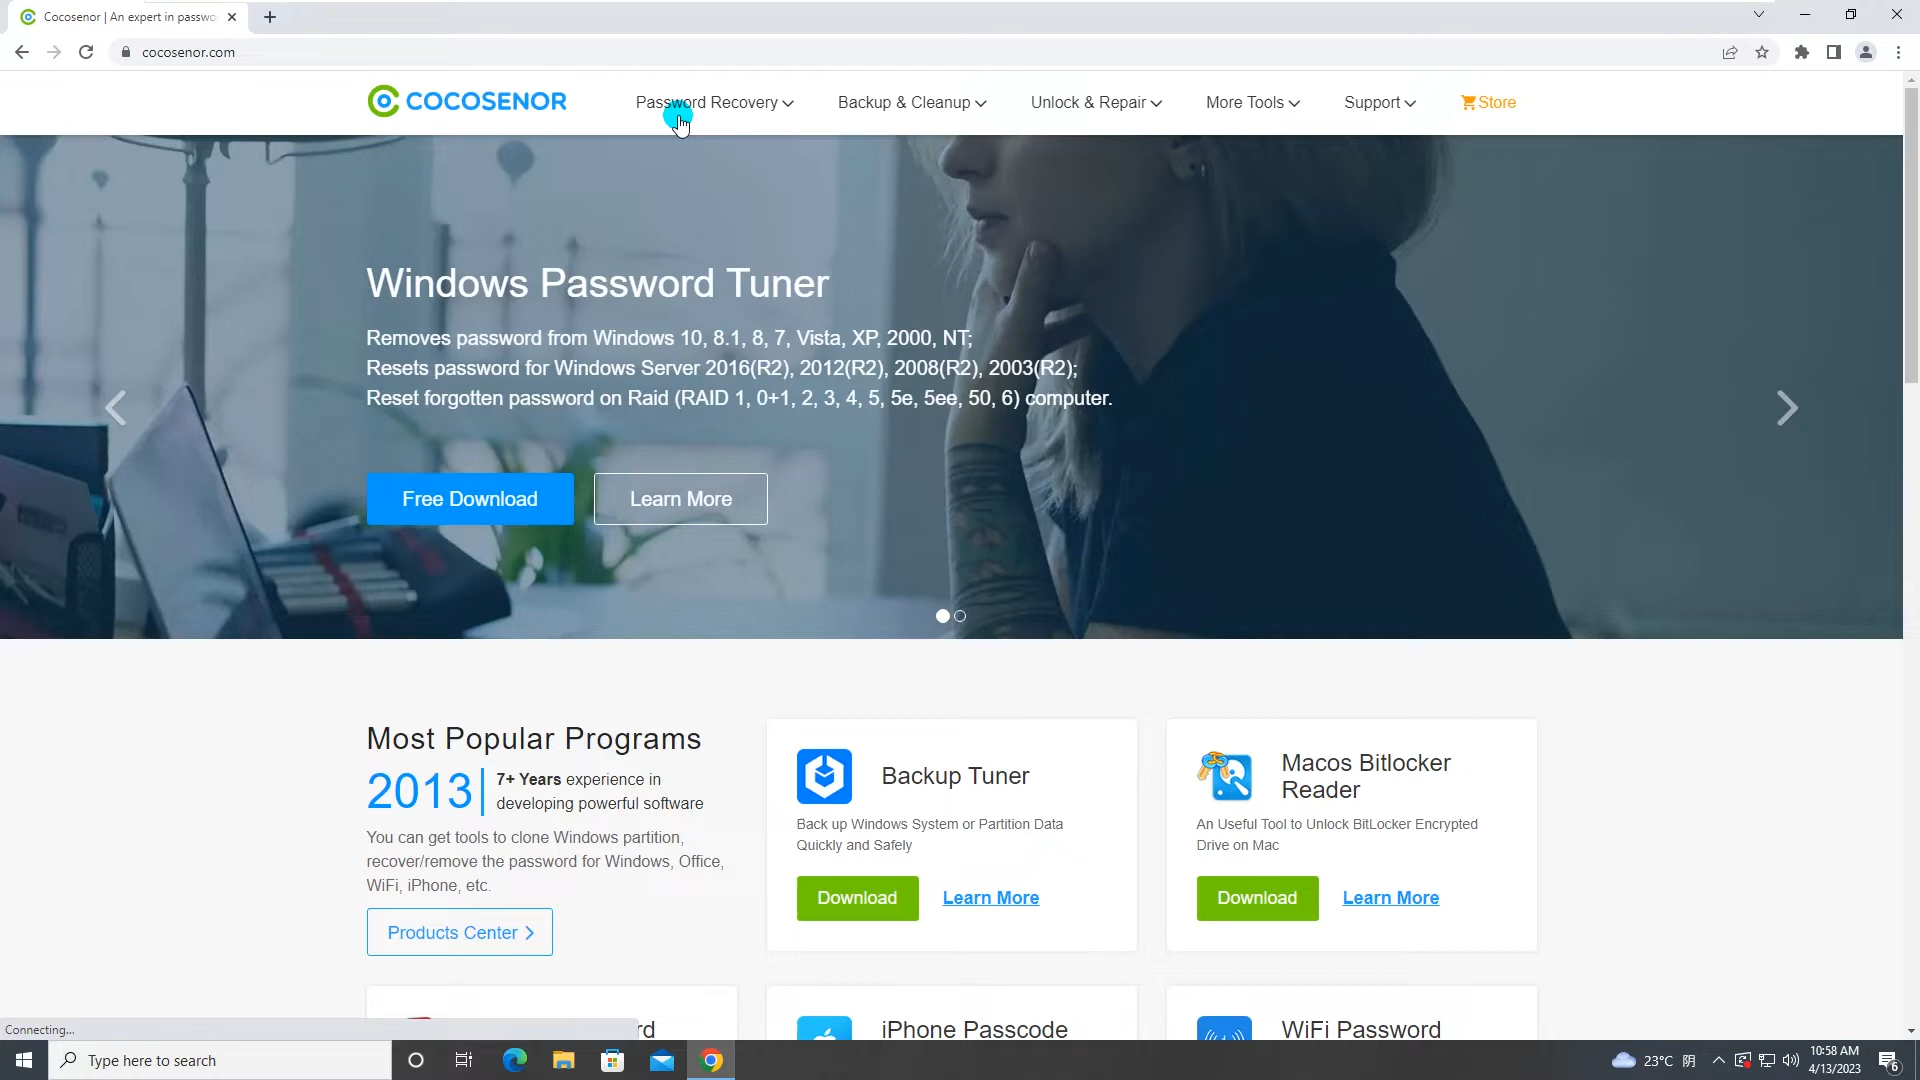 Cocosenor | An expert in passwo
cocosenor.com
COCOSENOR
Password Recovery
Backup & Cleanup
Unlock & Repair
More Tools
Support
Store
Windows Password Tuner
Removes password from Windows 10, 8.1, 8, 7, Vista, XP, 2000, NT;
Resets password for Windows Server 2016(R2), 2012(R2), 2008(R2), 2003(R2);
Reset forgotten password on Raid (RAID 1, 0+1, 2, 3, 4, 5, 5e, 5ee, 50, 6) computer.
Free Download
Learn More
Most Popular Programs
2013
7+ Years experience in
developing powerful software
You can get tools to clone Windows partition,
recover/remove the password for Windows, Office,
WiFi, iPhone, etc.
Products Center
Backup Tuner
Back up Windows System or Partition Data
Quickly and Safely
Download
Learn More
Macos Bitlocker
Reader
An Useful Tool to Unlock BitLocker Encrypted
Drive on Mac
Download
Learn More
rd
iPhone Passcode
WiFi Password
Connecting...
Type here to search
23°C 阴
10:58 AM
4/13/2023
6